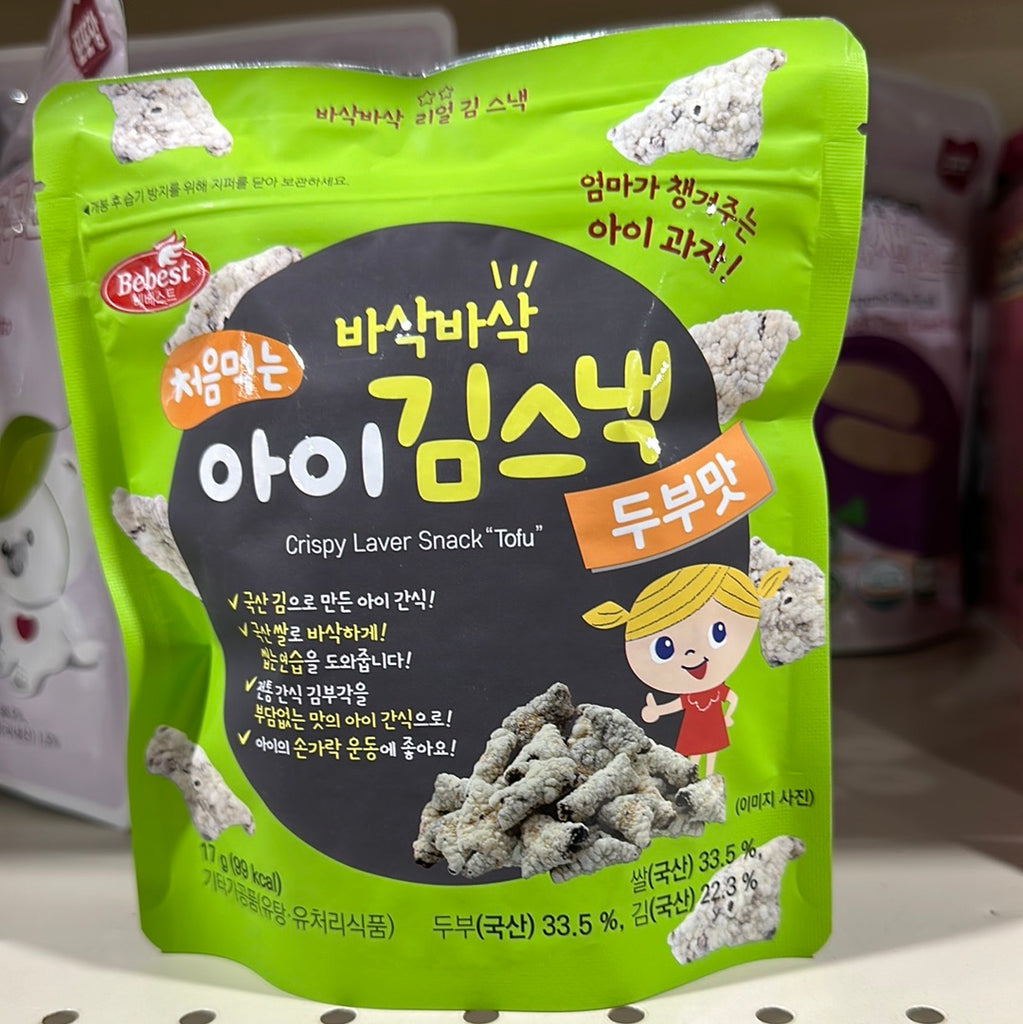 바삭바삭 리얼 김 스낵
개봉 후 습기 방지를 위해 지퍼를 닫아 보관하세요.
엄마가 챙겨주는
아이 과자!
Bebest
베베스트
바삭바삭
처음먹는
아이 김스낵
두부맛
Crispy Laver Snack "Tofu"
국산 김으로 만든 아이 간식!
국산 쌀로 바삭하게!
씹는연습을 도와줍니다!
전통 간식 김부각을
부담없는 맛의 아이 간식으로!
아이의 손가락 운동에 좋아요!
(이미지 사진)
17 g (99 kcal)
기타가공품(유탕·유처리식품)
쌀(국산) 33.5 %,
두부(국산) 33.5 %, 김(국산) 22.3 %